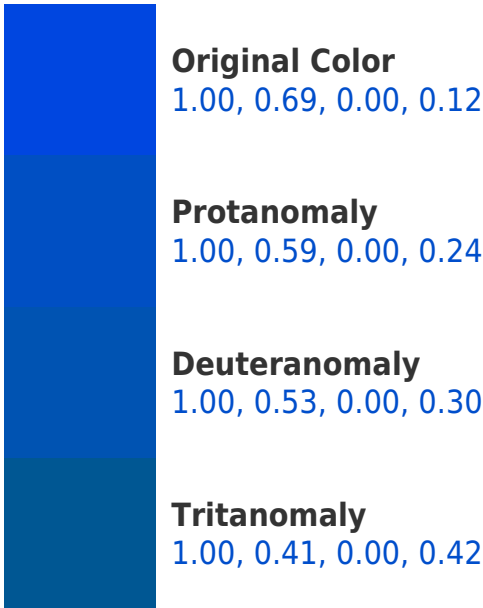 Original Color
1.00, 0.69, 0.00, 0.12
Protanomaly
1.00, 0.59, 0.00, 0.24
Deuteranomaly
1.00, 0.53, 0.00, 0.30
Tritanomaly
1.00, 0.41, 0.00, 0.42